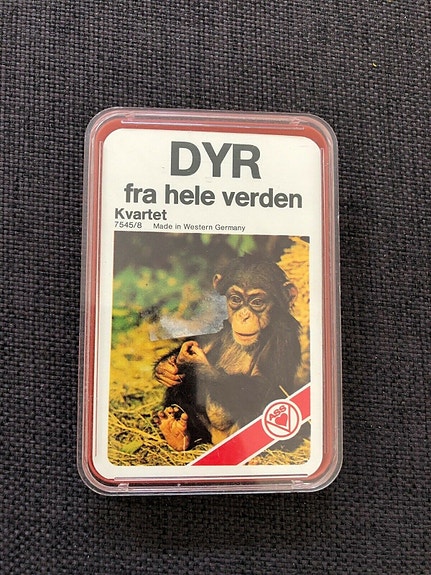 DYR
fra hele verden
Kvartet
7545/8 Made in Western Germany
ASS